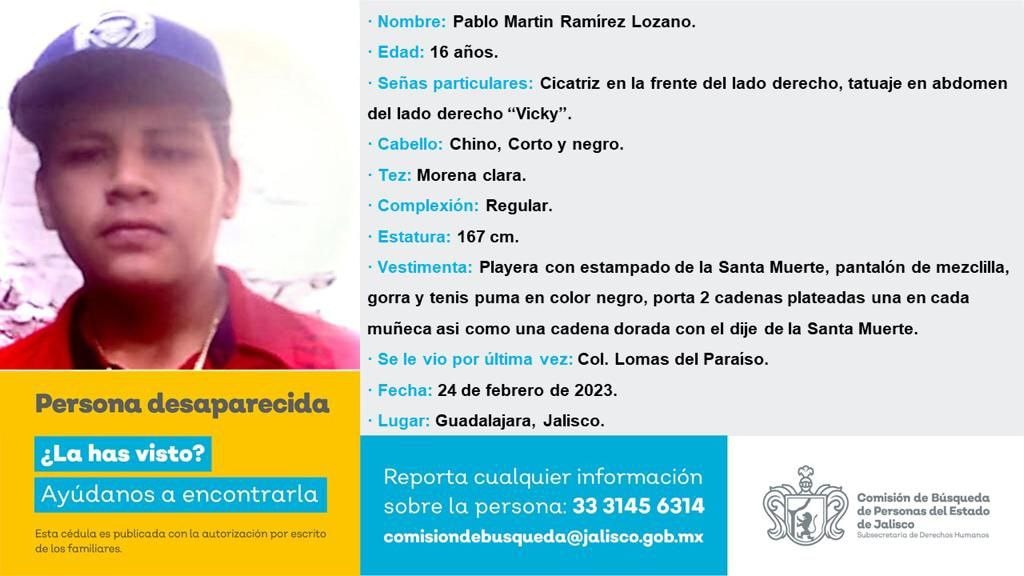 · Nombre: Pablo Martin Ramírez Lozano.
· Edad: 16 años.
· Señas particulares: Cicatriz en la frente del lado derecho, tatuaje en abdomen
del lado derecho “Vicky”.
· Cabello: Chino, Corto y negro.
· Tez: Morena clara.
· Complexión: Regular.
· Estatura: 167 cm.
· Vestimenta: Playera con estampado de la Santa Muerte, pantalón de mezclilla,
gorra y tenis puma en color negro, porta 2 cadenas plateadas una en cada
muñeca asi como una cadena dorada con el dije de la Santa Muerte.
· Se le vio por última vez: Col. Lomas del Paraíso.
· Fecha: 24 de febrero de 2023.
· Lugar: Guadalajara, Jalisco.
Persona desaparecida
¿La has visto?
Ayúdanos a encontrarla
Esta cédula es publicada con la autorización por escrito
de los familiares.
Reporta cualquier información
sobre la persona: 33 3145 6314
comisiondebusqueda@jalisco.gob.mx
Comisión de Búsqueda
de Personas del Estado
de Jalisco
Subsecretaría de Derechos Humanos